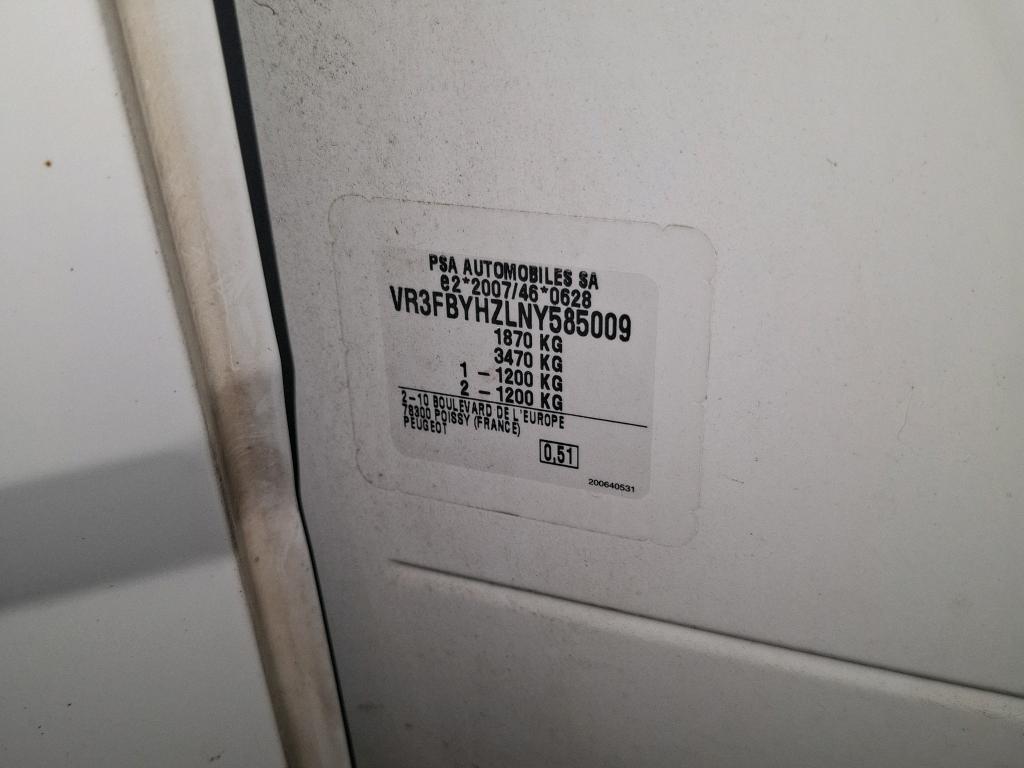 PSA AUTOMOBILES SA
e2*2007/46*0628
VR3FBYHZLNY585009
1870 KG
3470 KG
1 - 1200 KG
2 - 1200 KG
2-10 BOULEVARD DE L'EUROPE
78300 POISSY (FRANCE)
PEUGEOT
0,51
200640531